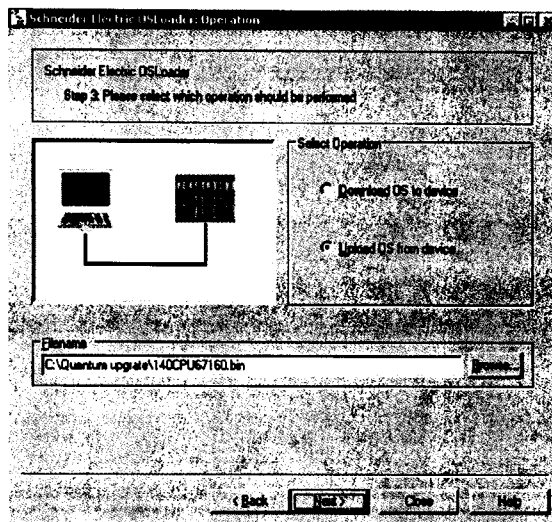 Schneider Electric OSLoader: Operation
Schneider Electric OSLoader
Step 3: Please select which operation should be performed
Select Operation
Download OS to device
Upload OS from device
Filename
C:\Quantum upgrate\140CPU67160.bin
Browse...
< Back
Next >
Close
Help